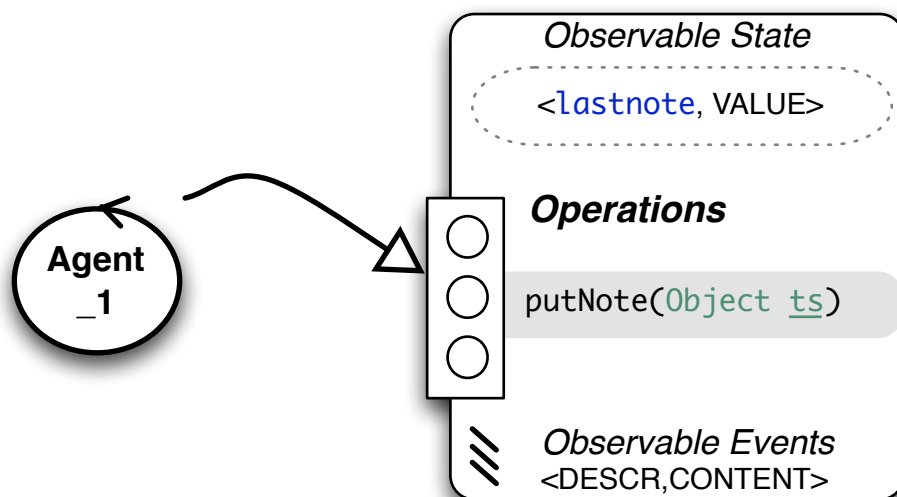 Observable State
<lastnote, VALUE>
Operations
Agent
_1
putNote(Object ts)
Observable Events
<DESCR,CONTENT>